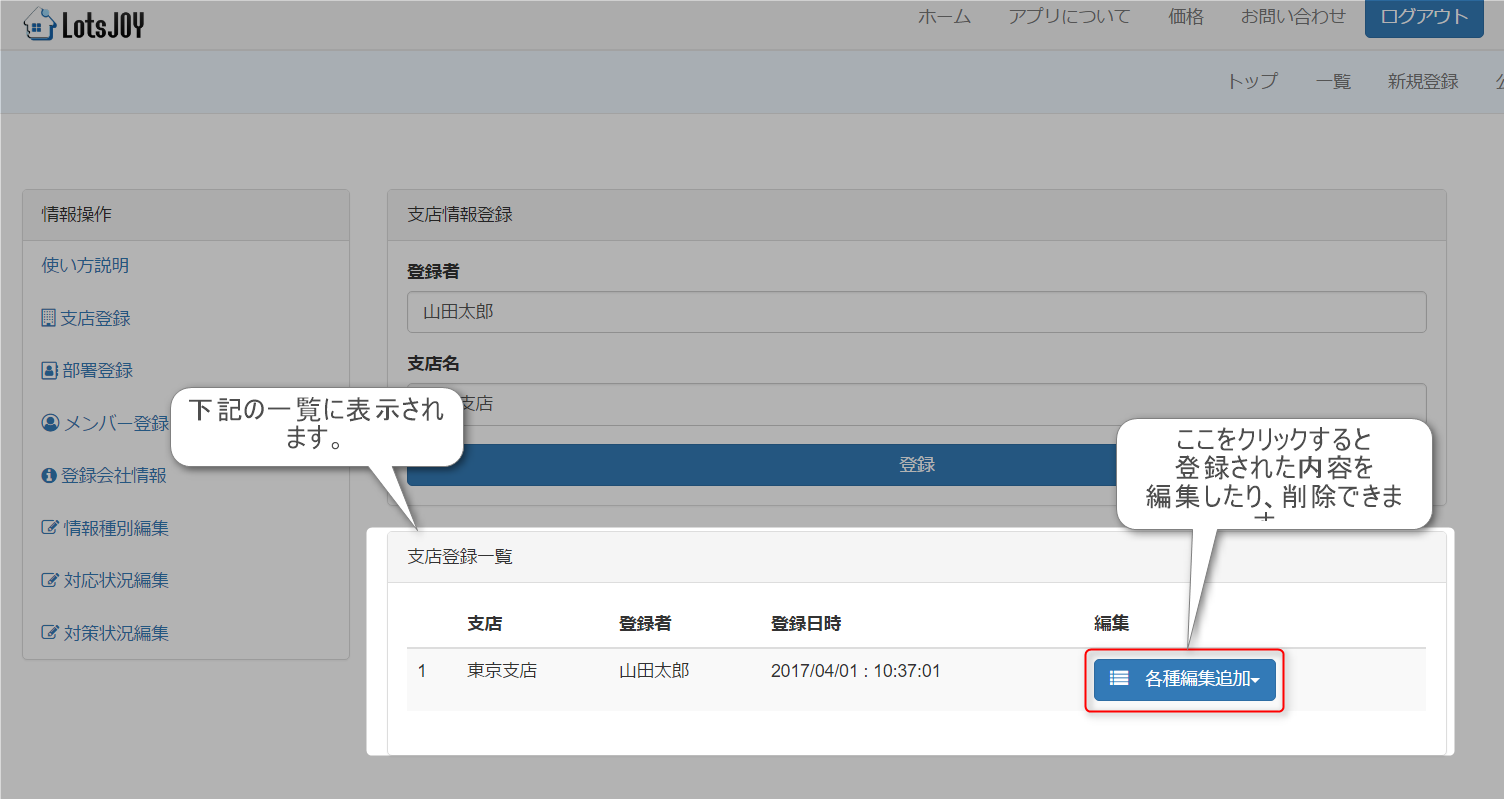 LotsJOY
ホーム アプリについて 価格 お問い合わせ ログアウト
トップ 一覧 新規登録
情報操作
使い方説明
支店登録
部署登録
メンバー登録
登録会社情報
情報種別編集
対応状況編集
対策状況編集
支店情報登録
登録者
山田太郎
支店名
支店
登録
下記の一覧に表示され
ます。
ここをクリックすると
登録された内容を
編集したり、削除できま
支店登録一覧
支店 登録者 登録日時 編集
1 東京支店 山田太郎 2017/04/01 : 10:37:01 各種編集追加